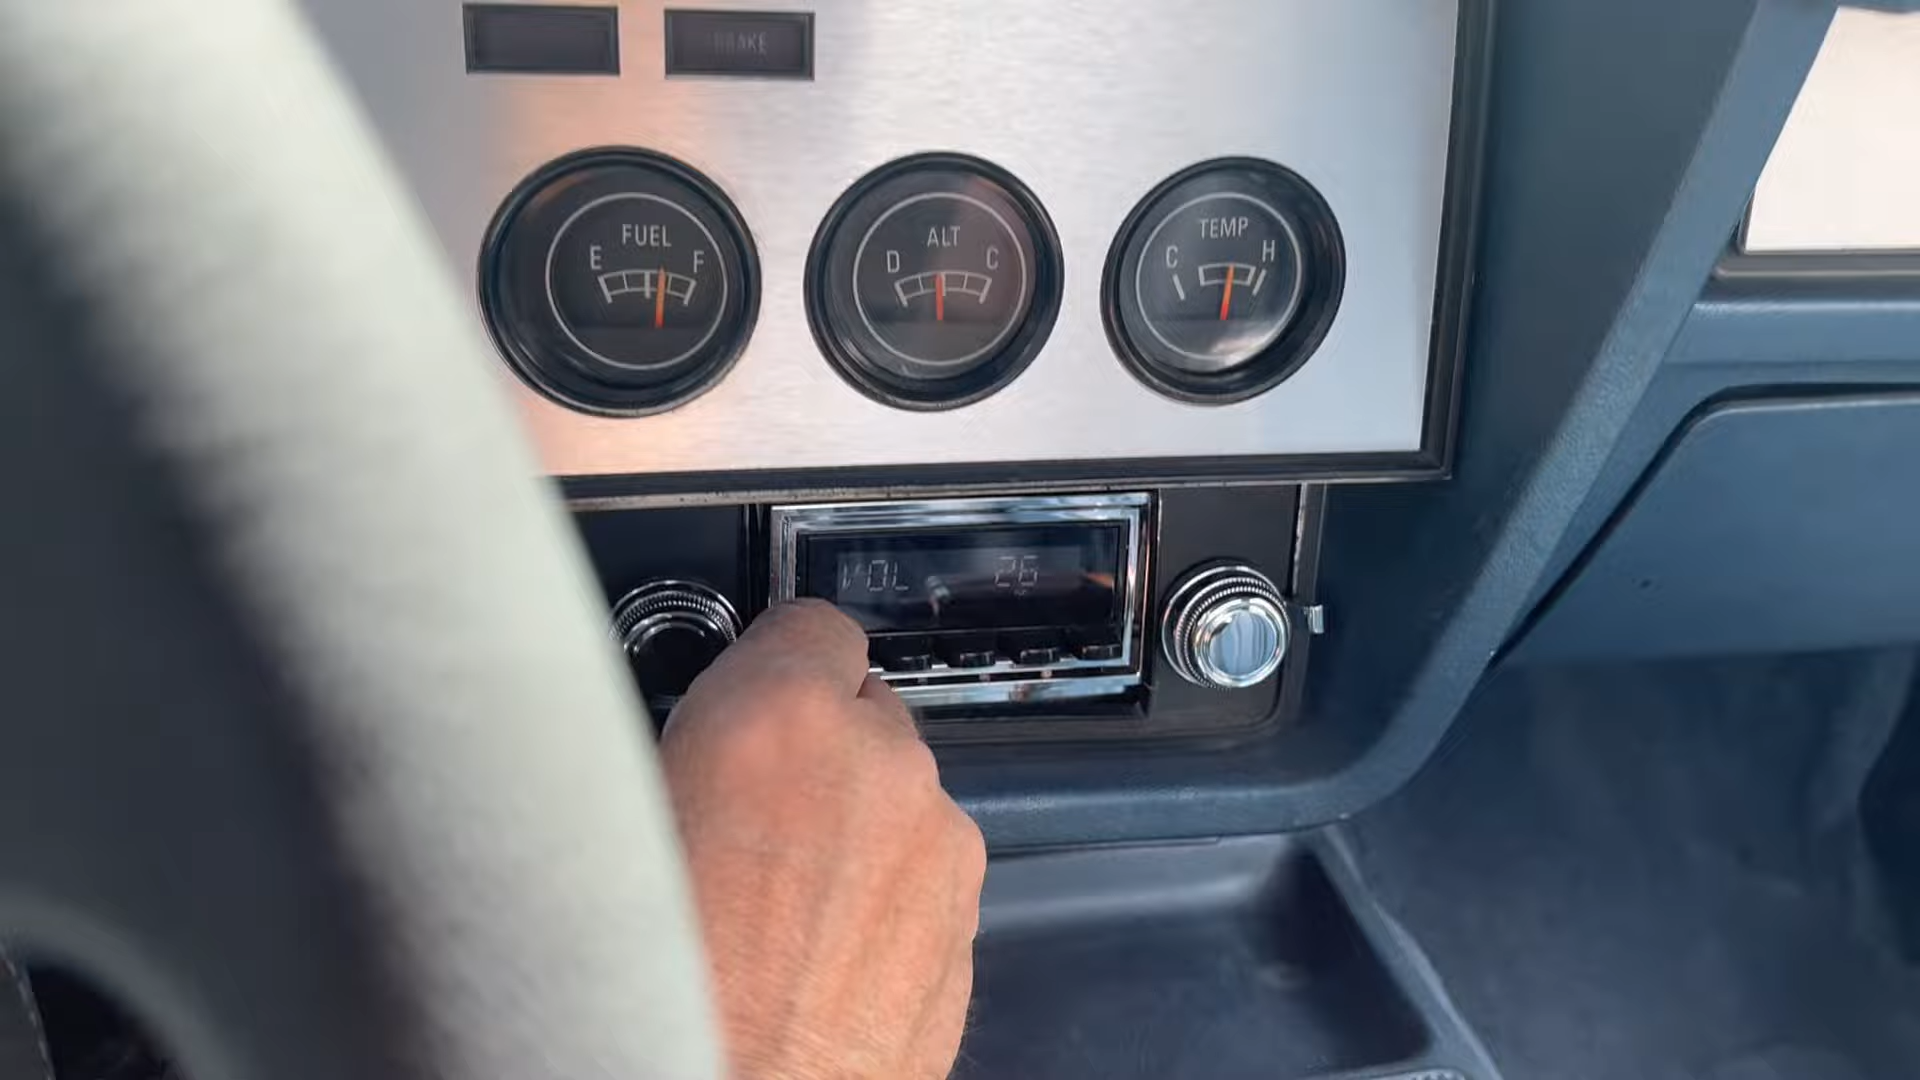 BRAKE
FUEL
E F
ALT
D C
TEMP
C H
VOL 26